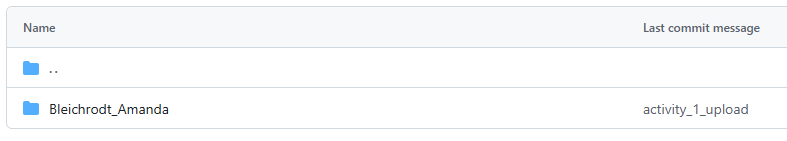 Name Last commit message
..
Bleichrodt_Amanda activity_1_upload